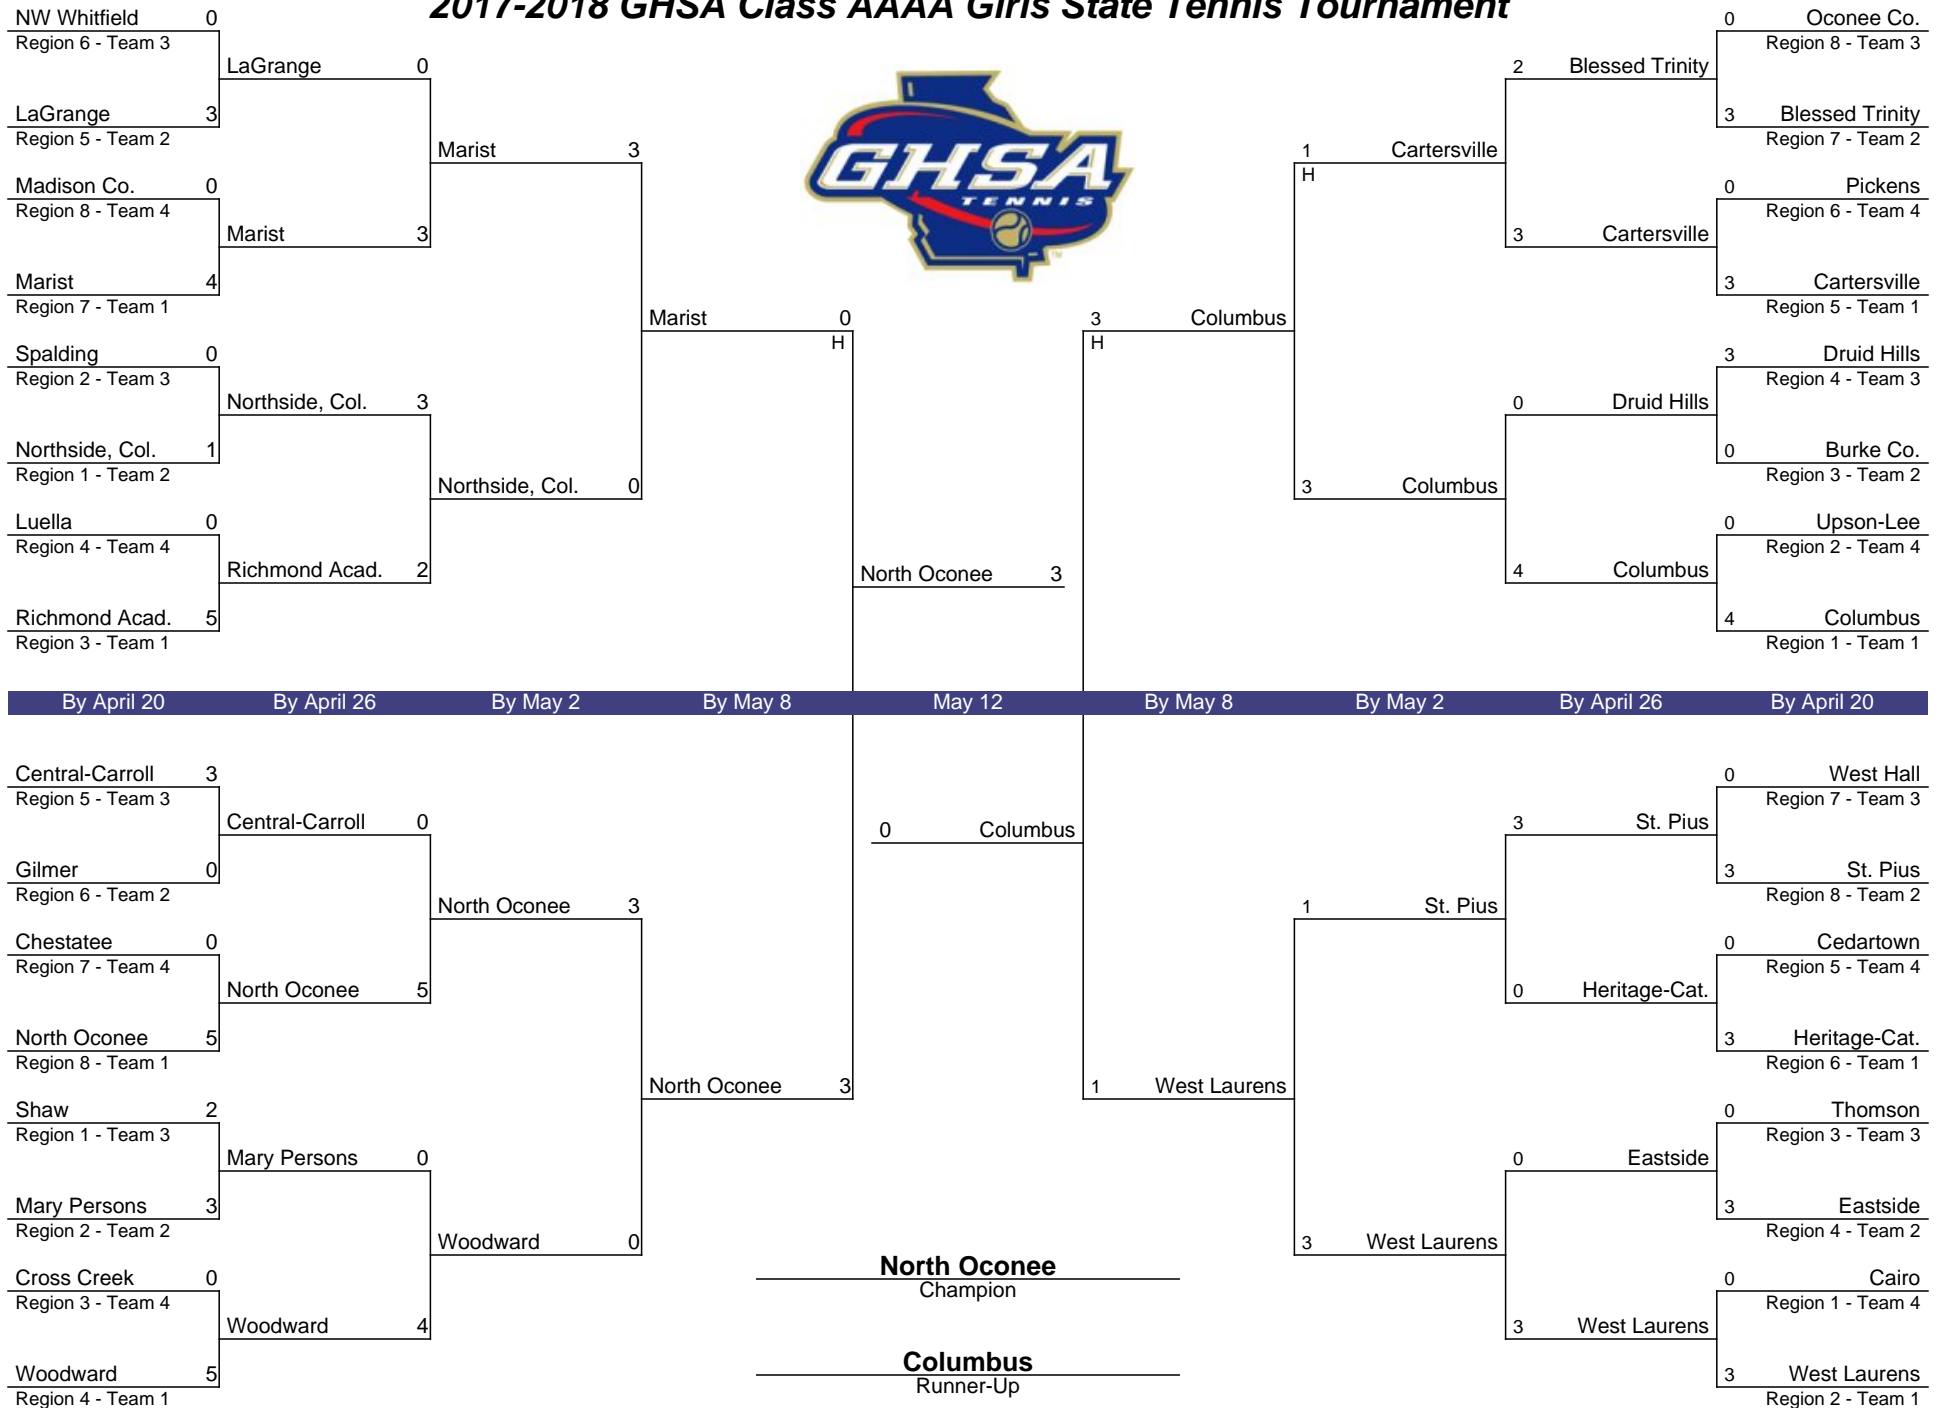 2017-2018 GHSA Class AAAA Girls State Tennis Tournament
GHSA
TENNIS
TM
NW Whitfield 0
Region 6 - Team 3
LaGrange 3
Region 5 - Team 2
Madison Co. 0
Region 8 - Team 4
Marist 4
Region 7 - Team 1
Spalding 0
Region 2 - Team 3
Northside, Col. 1
Region 1 - Team 2
Luella 0
Region 4 - Team 4
Richmond Acad. 5
Region 3 - Team 1
LaGrange 0
Marist 3
Northside, Col. 3
Richmond Acad. 2
Marist 3
Northside, Col. 0
Marist 0
H
North Oconee 3
3 Columbus
H
1 Cartersville
H
3 Columbus
2 Blessed Trinity
3 Cartersville
0 Druid Hills
4 Columbus
0 Oconee Co.
Region 8 - Team 3
3 Blessed Trinity
Region 7 - Team 2
0 Pickens
Region 6 - Team 4
3 Cartersville
Region 5 - Team 1
3 Druid Hills
Region 4 - Team 3
0 Burke Co.
Region 3 - Team 2
0 Upson-Lee
Region 2 - Team 4
4 Columbus
Region 1 - Team 1
By April 20 By April 26 By May 2 By May 8 May 12 By May 8 By May 2 By April 26 By April 20
Central-Carroll 3
Region 5 - Team 3
Gilmer 0
Region 6 - Team 2
Chestatee 0
Region 7 - Team 4
North Oconee 5
Region 8 - Team 1
Shaw 2
Region 1 - Team 3
Mary Persons 3
Region 2 - Team 2
Cross Creek 0
Region 3 - Team 4
Woodward 5
Region 4 - Team 1
Central-Carroll 0
North Oconee 5
Mary Persons 0
Woodward 4
North Oconee 3
Woodward 0
North Oconee 3
0 Columbus
1 West Laurens
1 St. Pius
3 West Laurens
3 St. Pius
0 Heritage-Cat.
0 Eastside
3 West Laurens
0 West Hall
Region 7 - Team 3
3 St. Pius
Region 8 - Team 2
0 Cedartown
Region 5 - Team 4
3 Heritage-Cat.
Region 6 - Team 1
0 Thomson
Region 3 - Team 3
3 Eastside
Region 4 - Team 2
0 Cairo
Region 1 - Team 4
3 West Laurens
Region 2 - Team 1
North Oconee
Champion
Columbus
Runner-Up